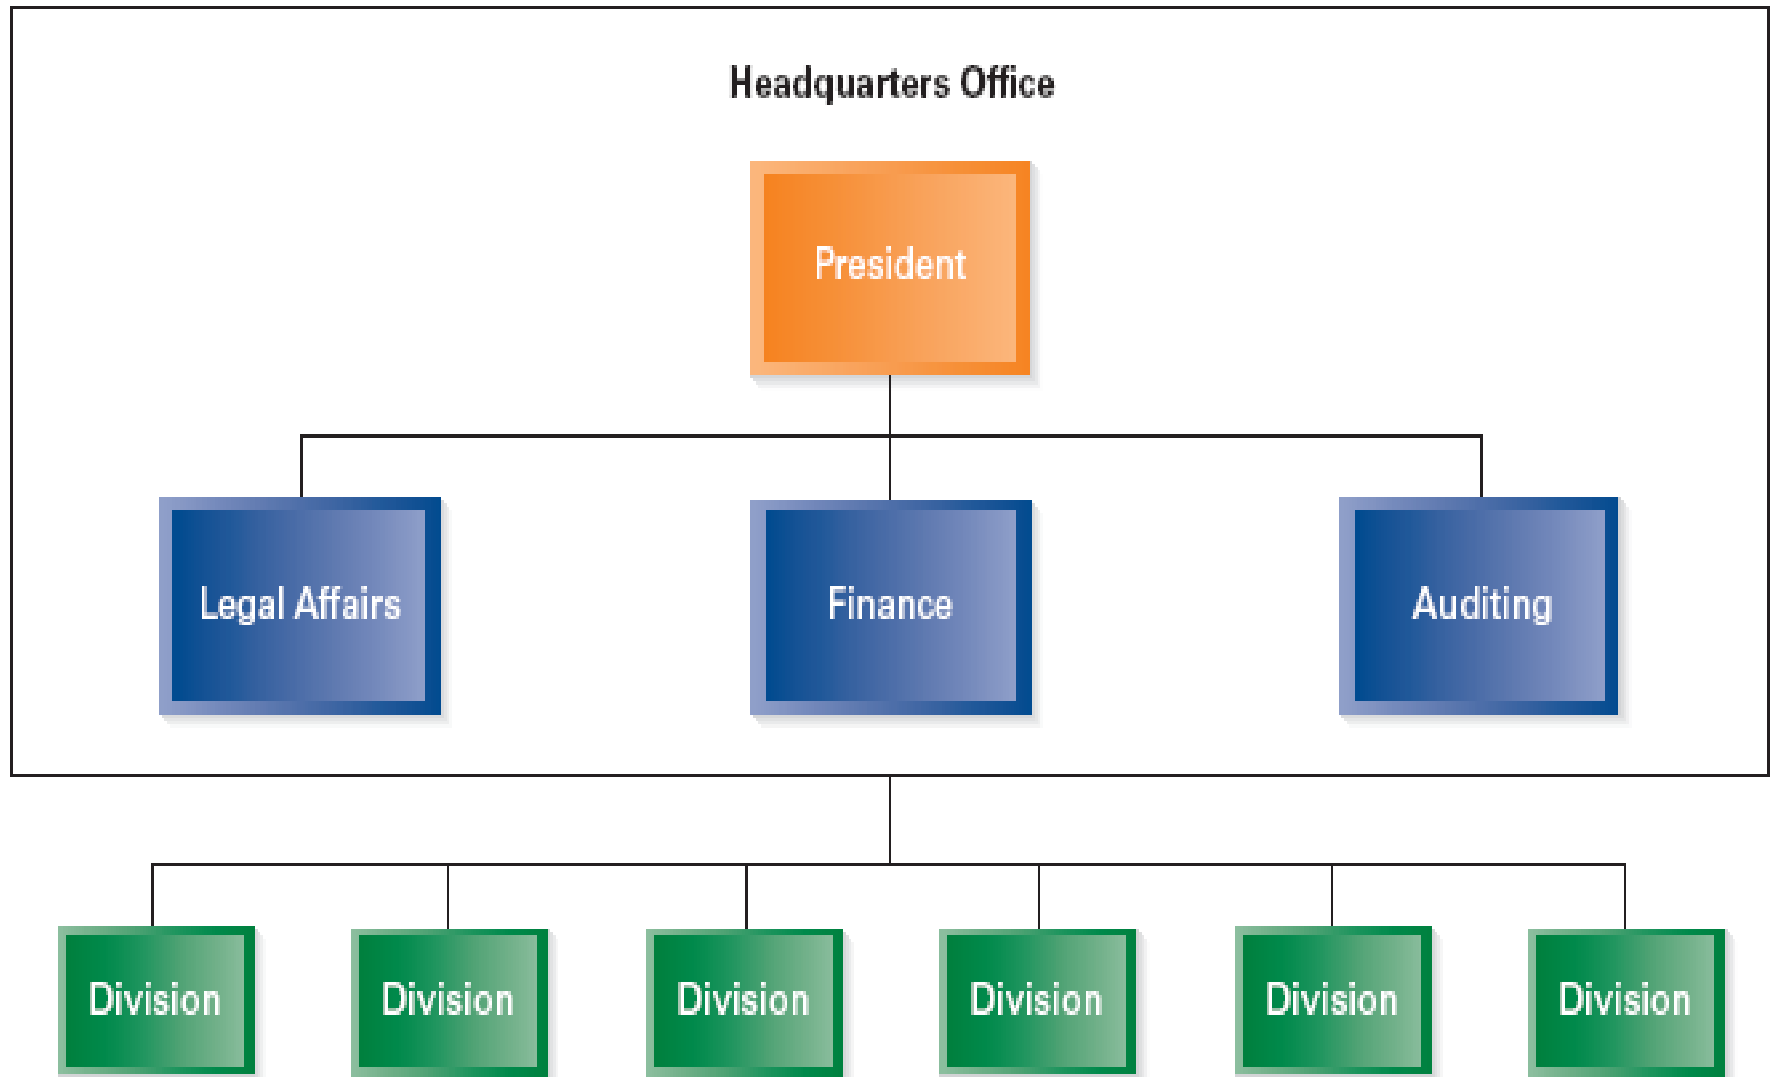 Headquarters Office
President
Legal Affairs
Finance
Auditing
Division
Division
Division
Division
Division
Division